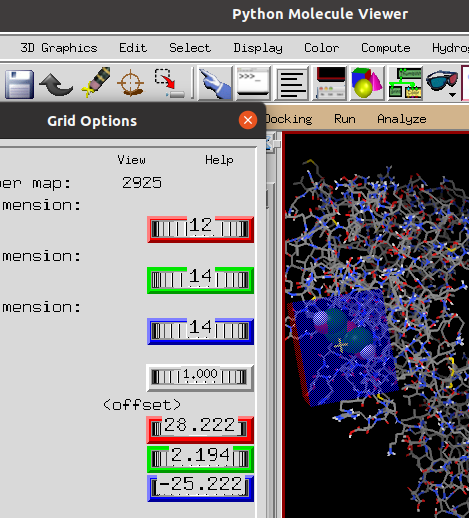 Python Molecule Viewer
3D Graphics Edit Select Display Color Compute Hydrog
Grid Options
Docking Run Analyze
View Help
er map: 2925
mension:
12
mension:
14
mension:
14
1.000
(offset)
28.222
2.194
-25.222